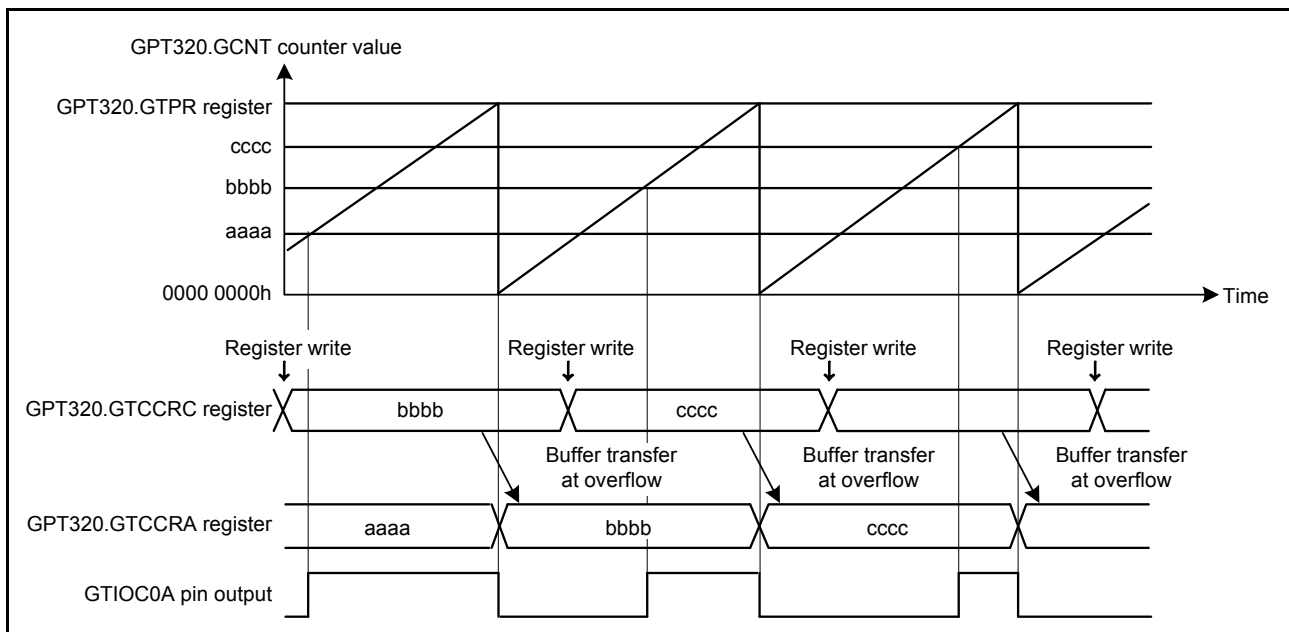 GPT320.GCNT counter value
GPT320.GTPR register
cccc
bbbb
aaaa
0000 0000h
Time
Register write Register write Register write Register write
GPT320.GTCCRC register bbbb cccc
Buffer transfer Buffer transfer Buffer transfer
at overflow at overflow at overflow
GPT320.GTCCRA register aaaa bbbb cccc
GTIOC0A pin output